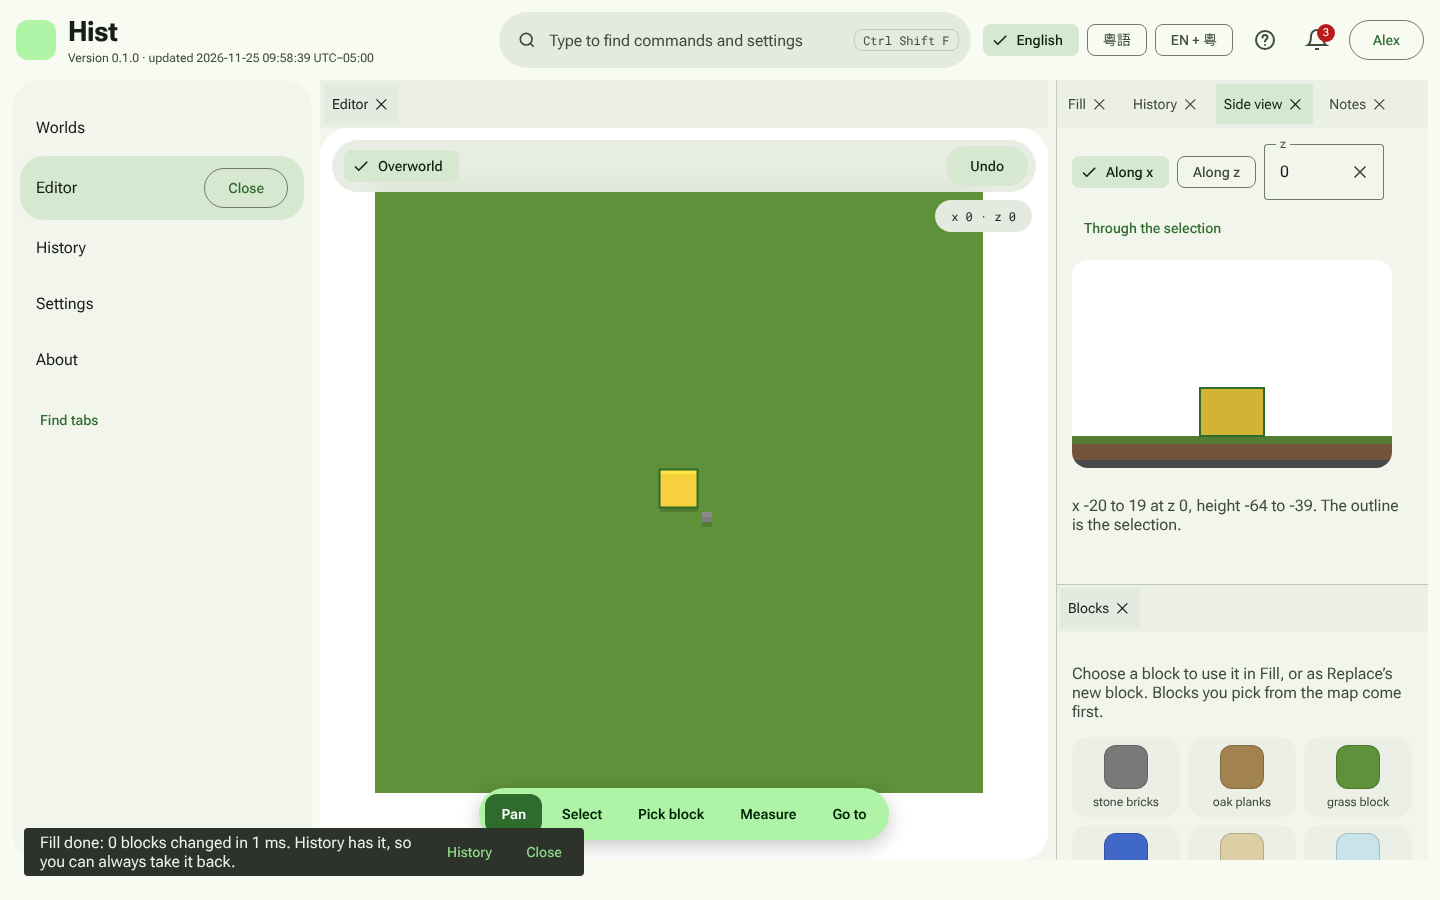 Hist
Version 0.1.0 · updated 2026-11-25 09:58:39 UTC−05:00
Type to find commands and settings
Ctrl Shift F
English
粵語
EN + 粵
3
Alex
Worlds
Editor
Close
History
Settings
About
Find tabs
Editor
Overworld
Undo
x 0 · z 0
Pan
Select
Pick block
Measure
Go to
Fill
History
Side view
Notes
Along x
Along z
z
0
Through the selection
x -20 to 19 at z 0, height -64 to -39. The outline
is the selection.
Blocks
Choose a block to use it in Fill, or as Replace’s
new block. Blocks you pick from the map come
first.
stone bricks
oak planks
grass block
Fill done: 0 blocks changed in 1 ms. History has it, so
you can always take it back.
History
Close